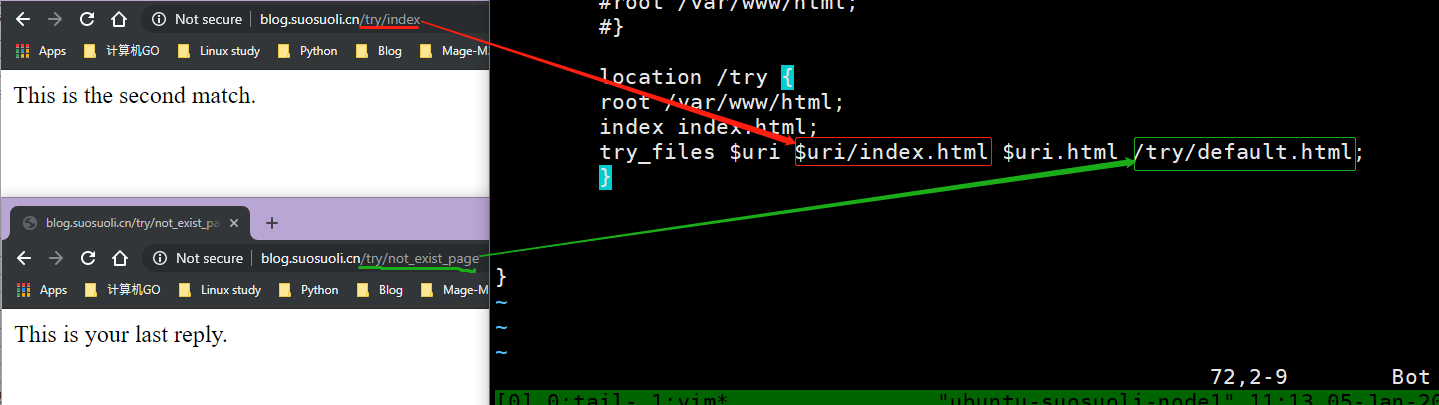 Not secure | blog.suosuoli.cn/try/index
Apps 计算机GO Linux study Python Blog Mage-M
This is the second match.
blog.suosuoli.cn/try/not_exist_pa
Not secure | blog.suosuoli.cn/try/not_exist_page
Apps 计算机GO Linux study Python Blog Mage-M
This is your last reply.
#root /var/www/html;
#}
location /try {
root /var/www/html;
index index.html;
try_files $uri $uri/index.html $uri.html /try/default.html;
}
}
~
~
~
72,2-9 Bot
[0] 0:tail- 1:vim* "ubuntu-suosuoli-node1" 11:13 05-Jan-20